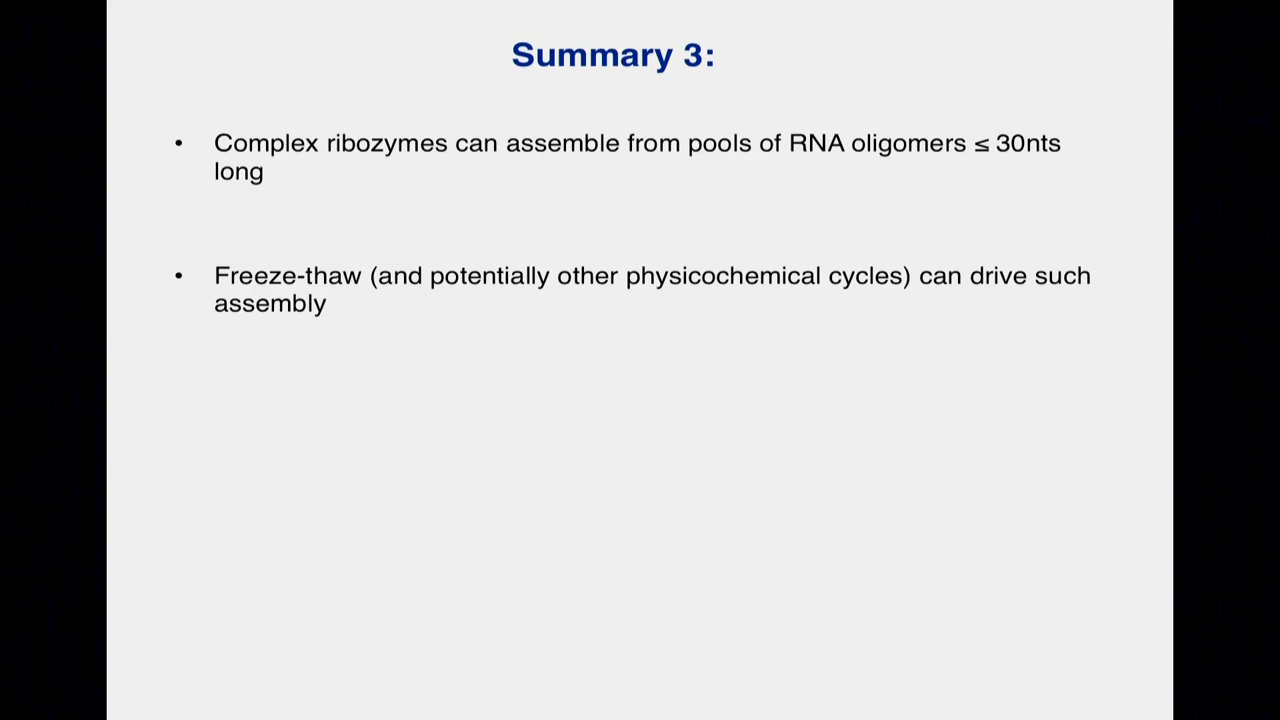 Summary 3:
• Complex ribozymes can assemble from pools of RNA oligomers ≤ 30nts
long
• Freeze-thaw (and potentially other physicochemical cycles) can drive such
assembly